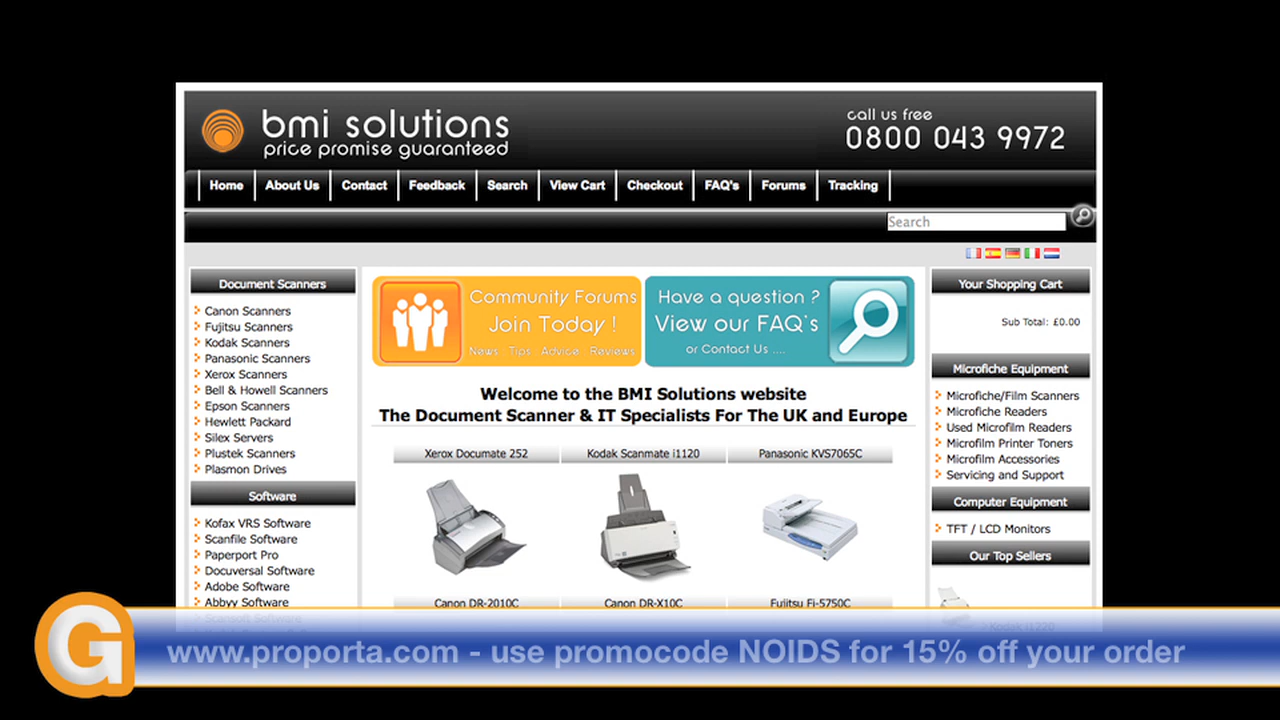 bmi solutions
price promise guaranteed
call us free
0800 043 9972
Home
About Us
Contact
Feedback
Search
View Cart
Checkout
FAQ's
Forums
Tracking
Search
Document Scanners
Canon Scanners
Fujitsu Scanners
Kodak Scanners
Panasonic Scanners
Xerox Scanners
Bell & Howell Scanners
Epson Scanners
Hewlett Packard
Silex Servers
Plustek Scanners
Plasmon Drives
Software
Kofax VRS Software
Scanfile Software
Paperport Pro
Docuversal Software
Adobe Software
Abbyy Software
Scansoft Software
Community Forums
Join Today !
News Tips Advice Reviews
Have a question ?
View our FAQ's
or Contact Us ....
Welcome to the BMI Solutions website
The Document Scanner & IT Specialists For The UK and Europe
Xerox Documate 252
Kodak Scanmate i1120
Panasonic KVS7065C
Canon DR-2010C
Canon DR-X10C
Fujitsu Fi-5750C
Your Shopping Cart
Sub Total: £0.00
Microfiche Equipment
Microfiche/Film Scanners
Microfiche Readers
Used Microfilm Readers
Microfilm Printer Toners
Microfilm Accessories
Servicing and Support
Computer Equipment
TFT / LCD Monitors
Our Top Sellers
Kodak i1220
G
www.proporta.com - use promocode NOIDS for 15% off your order